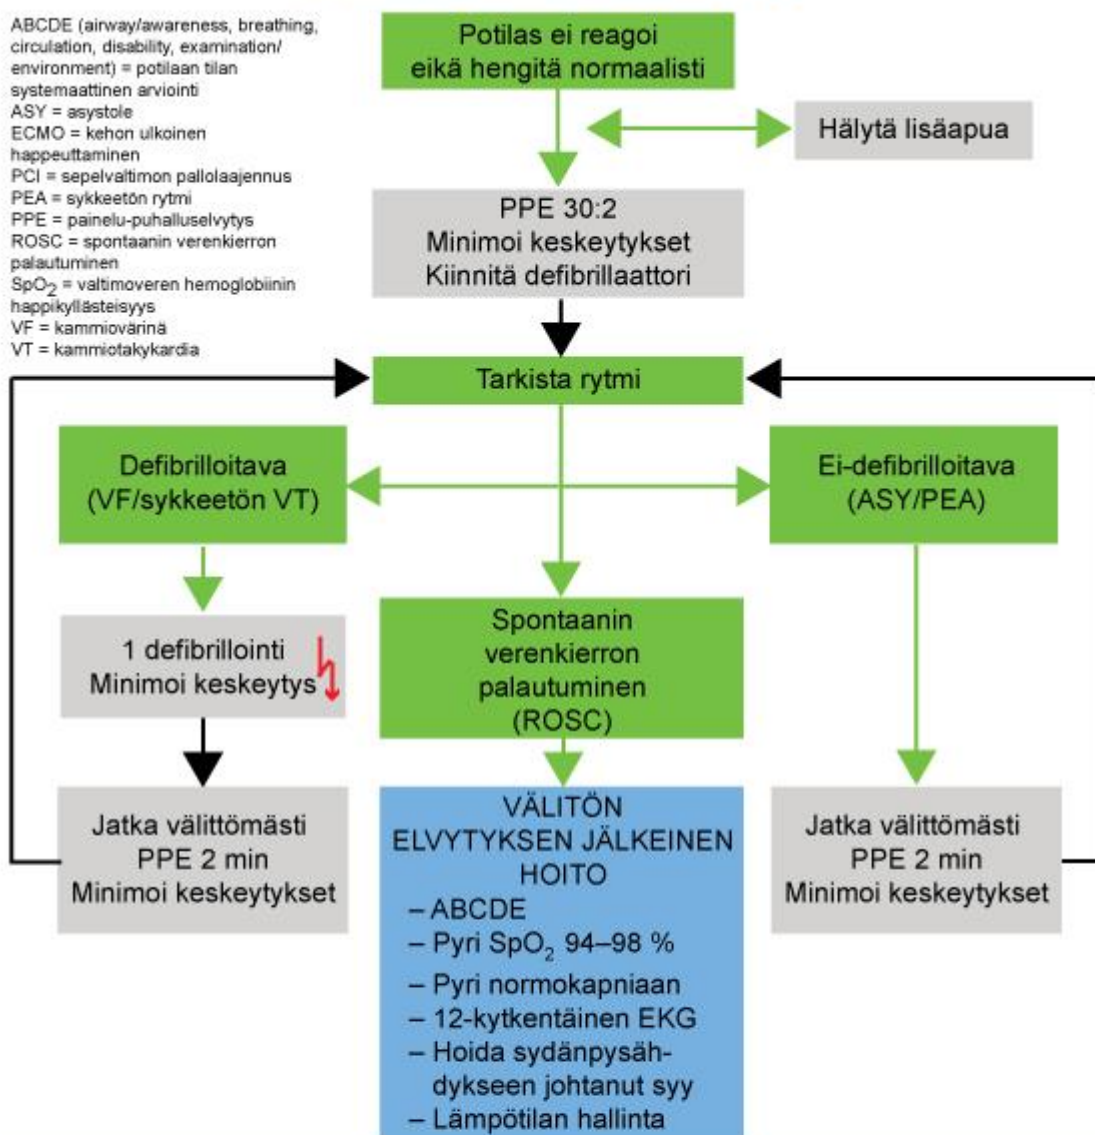 ABCDE (airway/awareness, breathing,
circulation, disability, examination/
environment) = potilaan tilan
systemaattinen arviointi
ASY = asystole
ECMO = kehon ulkoinen
happeuttaminen
PCI = sepelvaltimon pallolaajennus
PEA = sykkeetön rytmi
PPE = painelu-puhalluselvytys
ROSC = spontaanin verenkierron
palautuminen
SpO₂ = valtimoveren hemoglobiinin
happikyllästeisyys
VF = kammiovärinä
VT = kammiotakykardia
Potilas ei reagoi
eikä hengitä normaalisti
Hälytä lisäapua
PPE 30:2
Minimoi keskeytykset
Kiinnitä defibrillaattori
Tarkista rytmi
Defibrilloitava
(VF/sykkeetön VT)
Ei-defibrilloitava
(ASY/PEA)
1 defibrillointi
Minimoi keskeytys
Spontaanin
verenkierron
palautuminen
(ROSC)
Jatka välittömästi
PPE 2 min
Minimoi keskeytykset
VÄLITÖN
ELVYTYKSEN JÄLKEINEN
HOITO
– ABCDE
– Pyri SpO₂ 94–98 %
– Pyri normokapniaan
– 12-kytkentäinen EKG
– Hoida sydänpysäh-
dykseen johtanut syy
– Lämpötilan hallinta
Jatka välittömästi
PPE 2 min
Minimoi keskeytykset